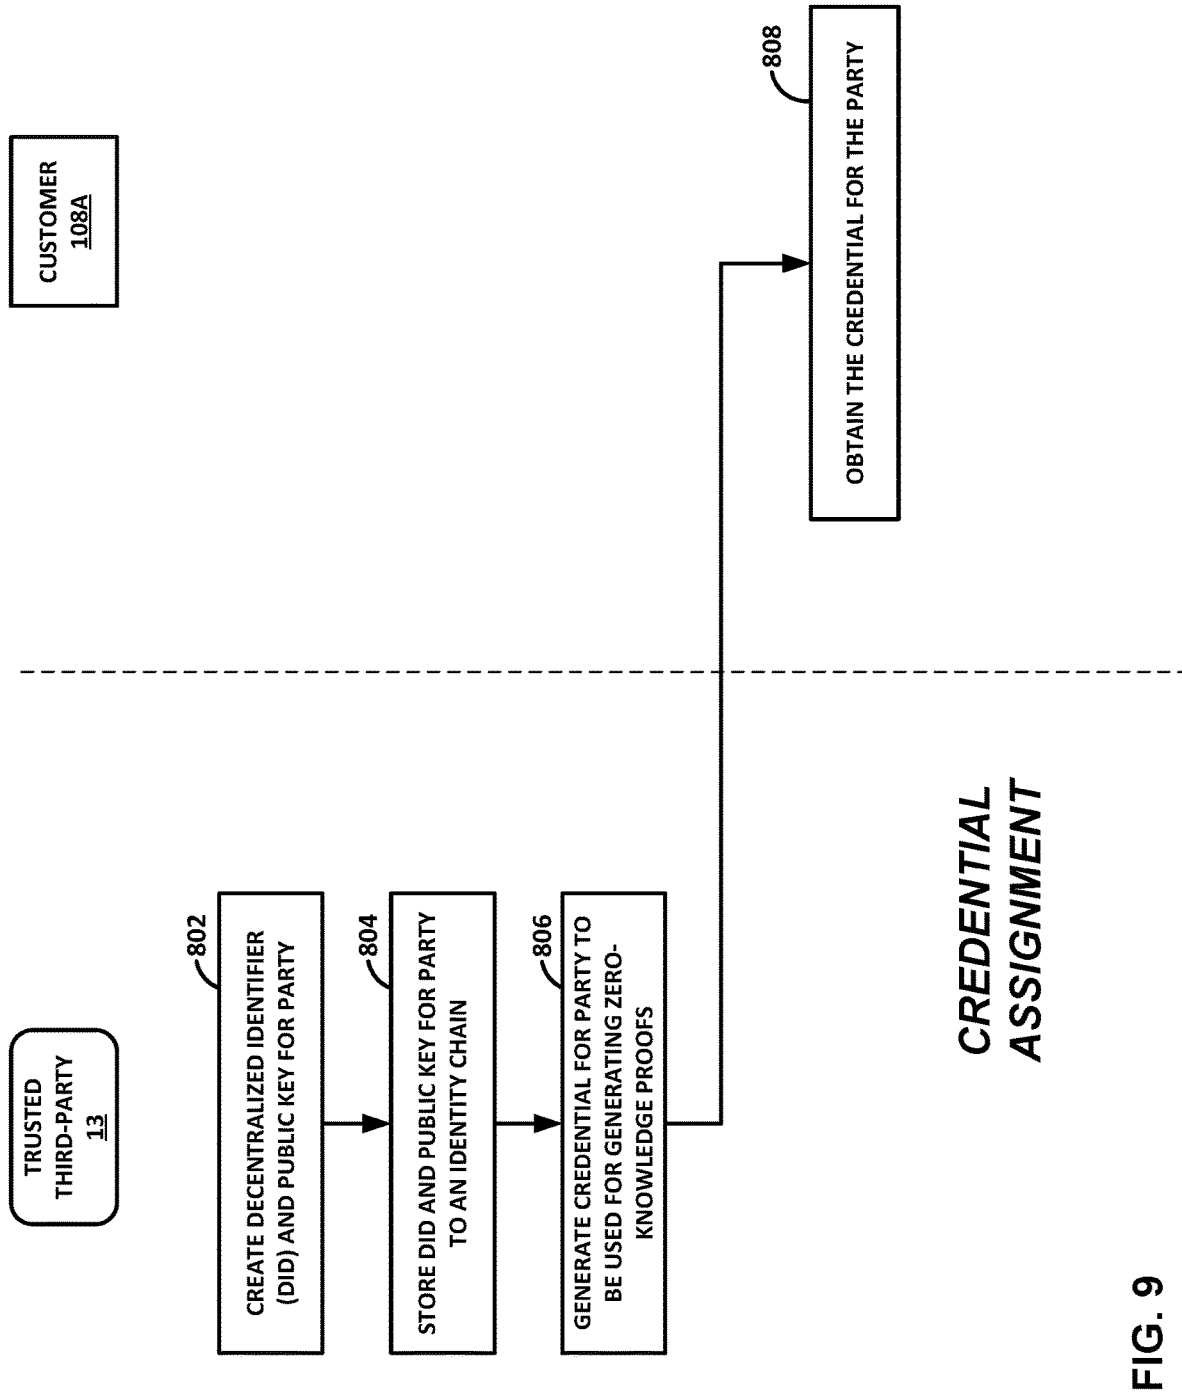 TRUSTED
THIRD-PARTY
13
CUSTOMER
108A
802
CREATE DECENTRALIZED IDENTIFIER
(DID) AND PUBLIC KEY FOR PARTY
804
STORE DID AND PUBLIC KEY FOR PARTY
TO AN IDENTITY CHAIN
806
GENERATE CREDENTIAL FOR PARTY TO
BE USED FOR GENERATING ZERO-
KNOWLEDGE PROOFS
808
OBTAIN THE CREDENTIAL FOR THE PARTY
CREDENTIAL
ASSIGNMENT
FIG. 9